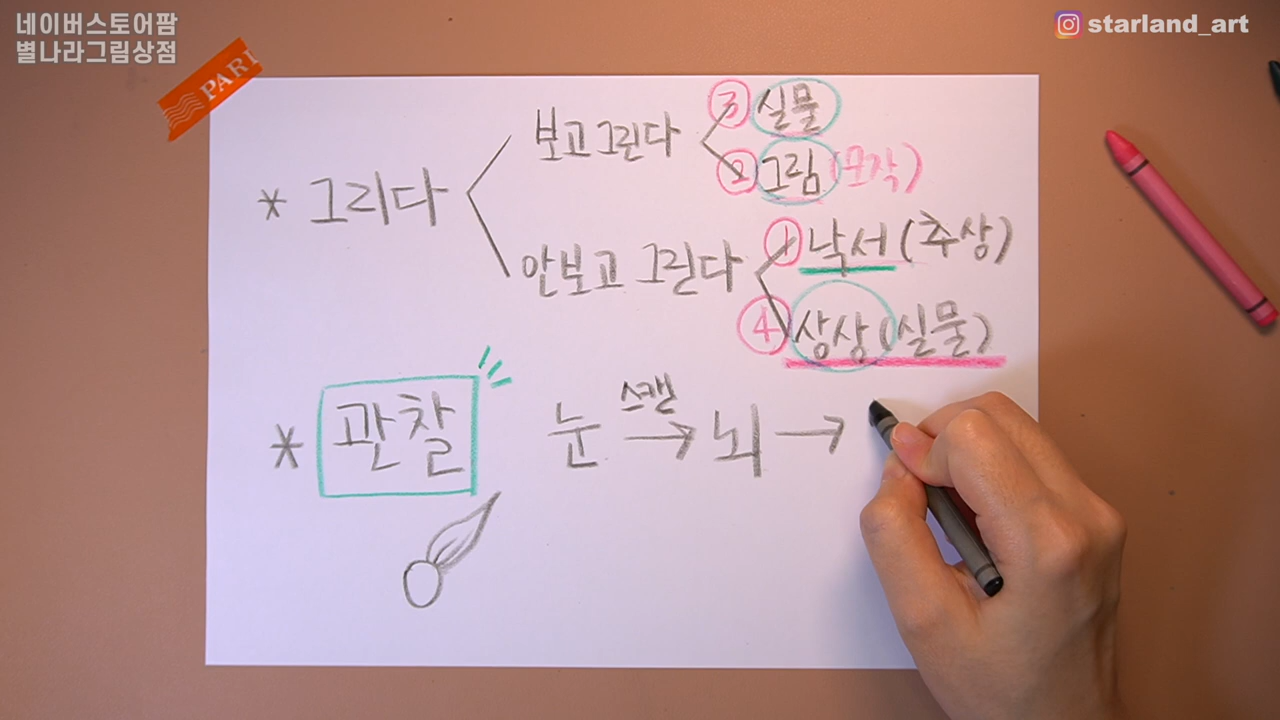 네이버스토어팜
별나라그림상점
starland_art
PARI
③ 실물
보고 그린다
② 그림 (모작)
* 그리다
① 낙서 (추상)
안보고 그린다
④ 상상 (실물)
* 관찰
눈 스캔 → 뇌 →